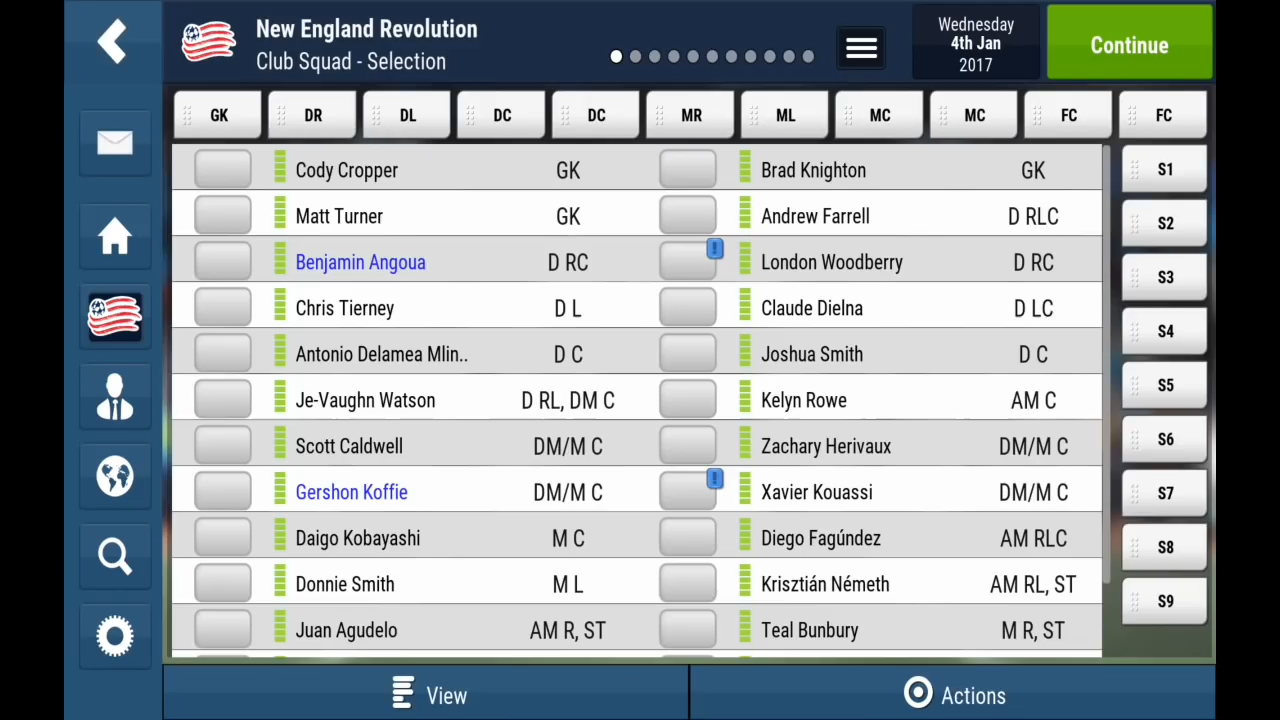 New England Revolution
Club Squad - Selection
Wednesday
4th Jan
2017
Continue
GK DR DL DC DC MR ML MC MC FC FC
Cody Cropper GK Brad Knighton GK S1
Matt Turner GK Andrew Farrell D RLC S2
Benjamin Angoua D RC London Woodberry D RC S3
Chris Tierney D L Claude Dielna D LC S4
Antonio Delamea Mlin.. D C Joshua Smith D C S5
Je-Vaughn Watson D RL, DM C Kelyn Rowe AM C
Scott Caldwell DM/M C Zachary Herivaux DM/M C S6
Gershon Koffie DM/M C Xavier Kouassi DM/M C S7
Daigo Kobayashi M C Diego Fagúndez AM RLC S8
Donnie Smith M L Krisztián Németh AM RL, ST S9
Juan Agudelo AM R, ST Teal Bunbury M R, ST
View Actions